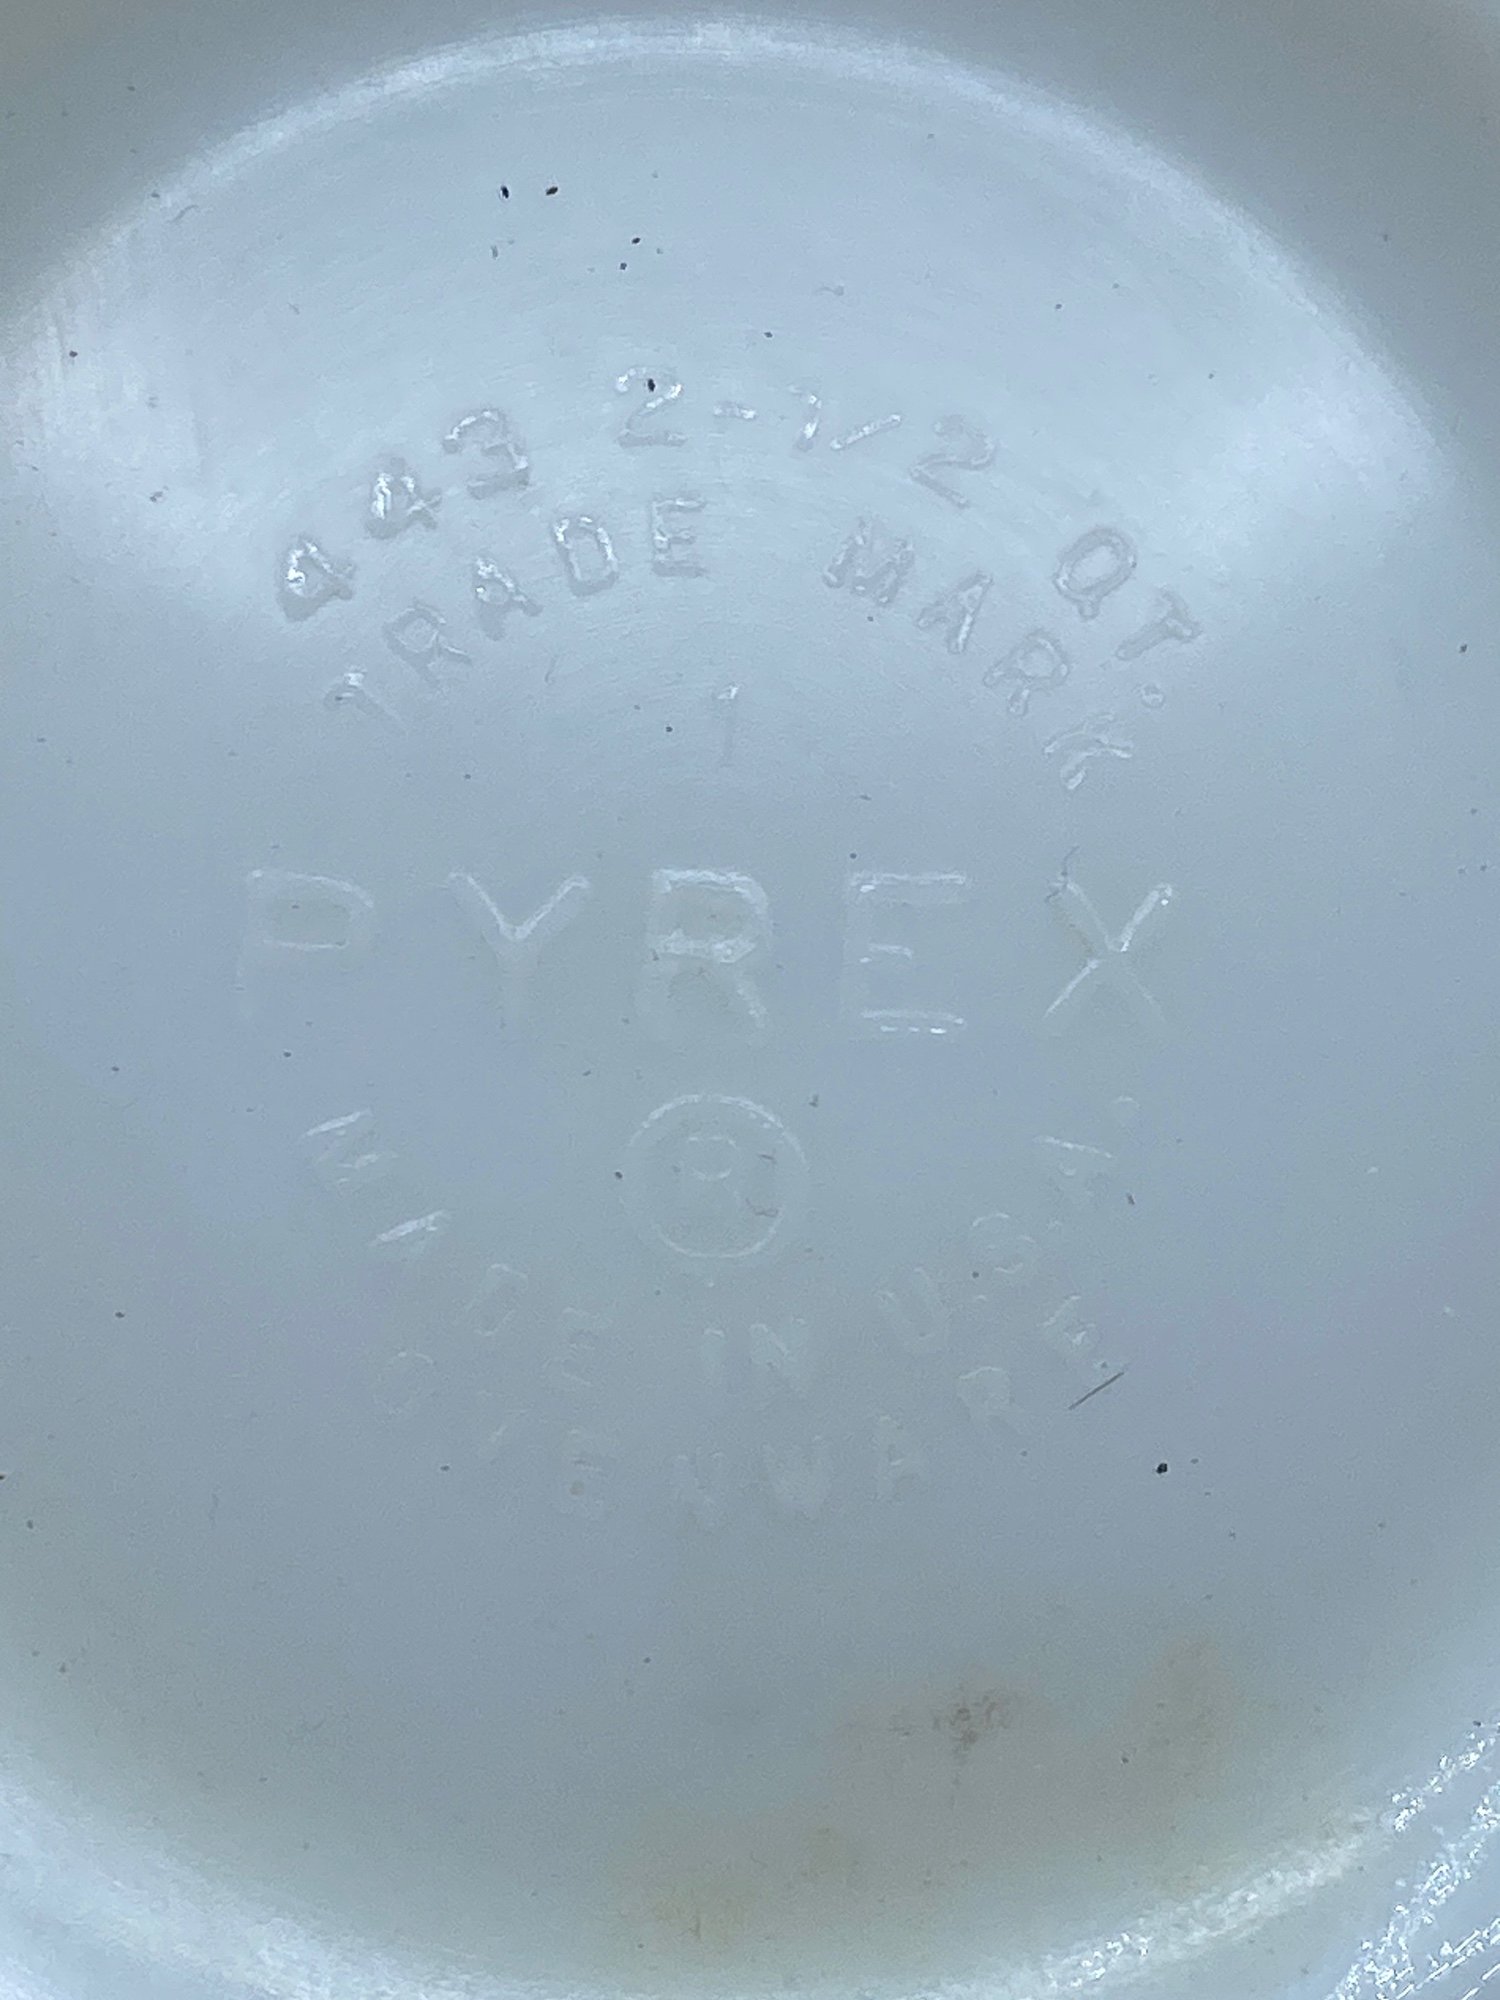 443 2-1/2 QT.
TRADE MARK
1
PYREX
®
MADE IN U.S.A.
OVENWARE